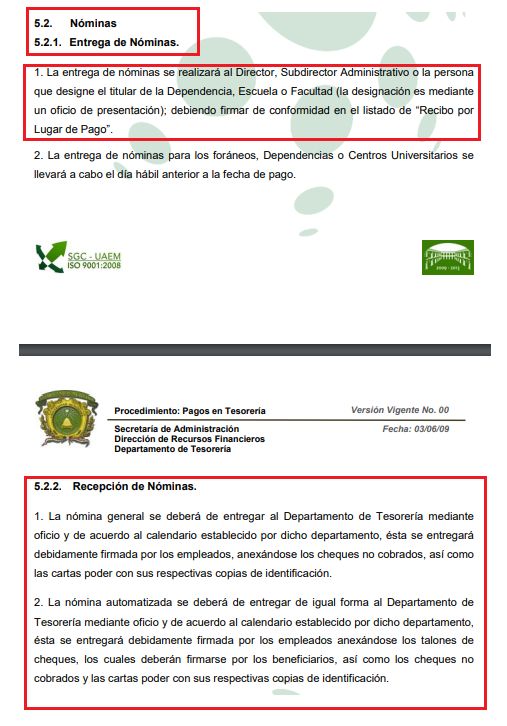 5.2. Nóminas
5.2.1. Entrega de Nóminas.
1. La entrega de nóminas se realizará al Director, Subdirector Administrativo o la persona
que designe el titular de la Dependencia, Escuela o Facultad (la designación es mediante
un oficio de presentación); debiendo firmar de conformidad en el listado de "Recibo por
Lugar de Pago".
2. La entrega de nóminas para los foráneos, Dependencias o Centros Universitarios se
llevará a cabo el día hábil anterior a la fecha de pago.
SGC - UAEM
ISO 9001:2008
2009 - 2013
Procedimiento: Pagos en Tesorería
Versión Vigente No. 00
Secretaría de Administración
Fecha: 03/06/09
Dirección de Recursos Financieros
Departamento de Tesorería
5.2.2. Recepción de Nóminas.
1. La nómina general se deberá de entregar al Departamento de Tesorería mediante
oficio y de acuerdo al calendario establecido por dicho departamento, ésta se entregará
debidamente firmada por los empleados, anexándose los cheques no cobrados, así como
las cartas poder con sus respectivas copias de identificación.
2. La nómina automatizada se deberá de entregar de igual forma al Departamento de
Tesorería mediante oficio y de acuerdo al calendario establecido por dicho departamento,
ésta se entregará debidamente firmada por los empleados anexándose los talones de
cheques, los cuales deberán firmarse por los beneficiarios, así como los cheques no
cobrados y las cartas poder con sus respectivas copias de identificación.